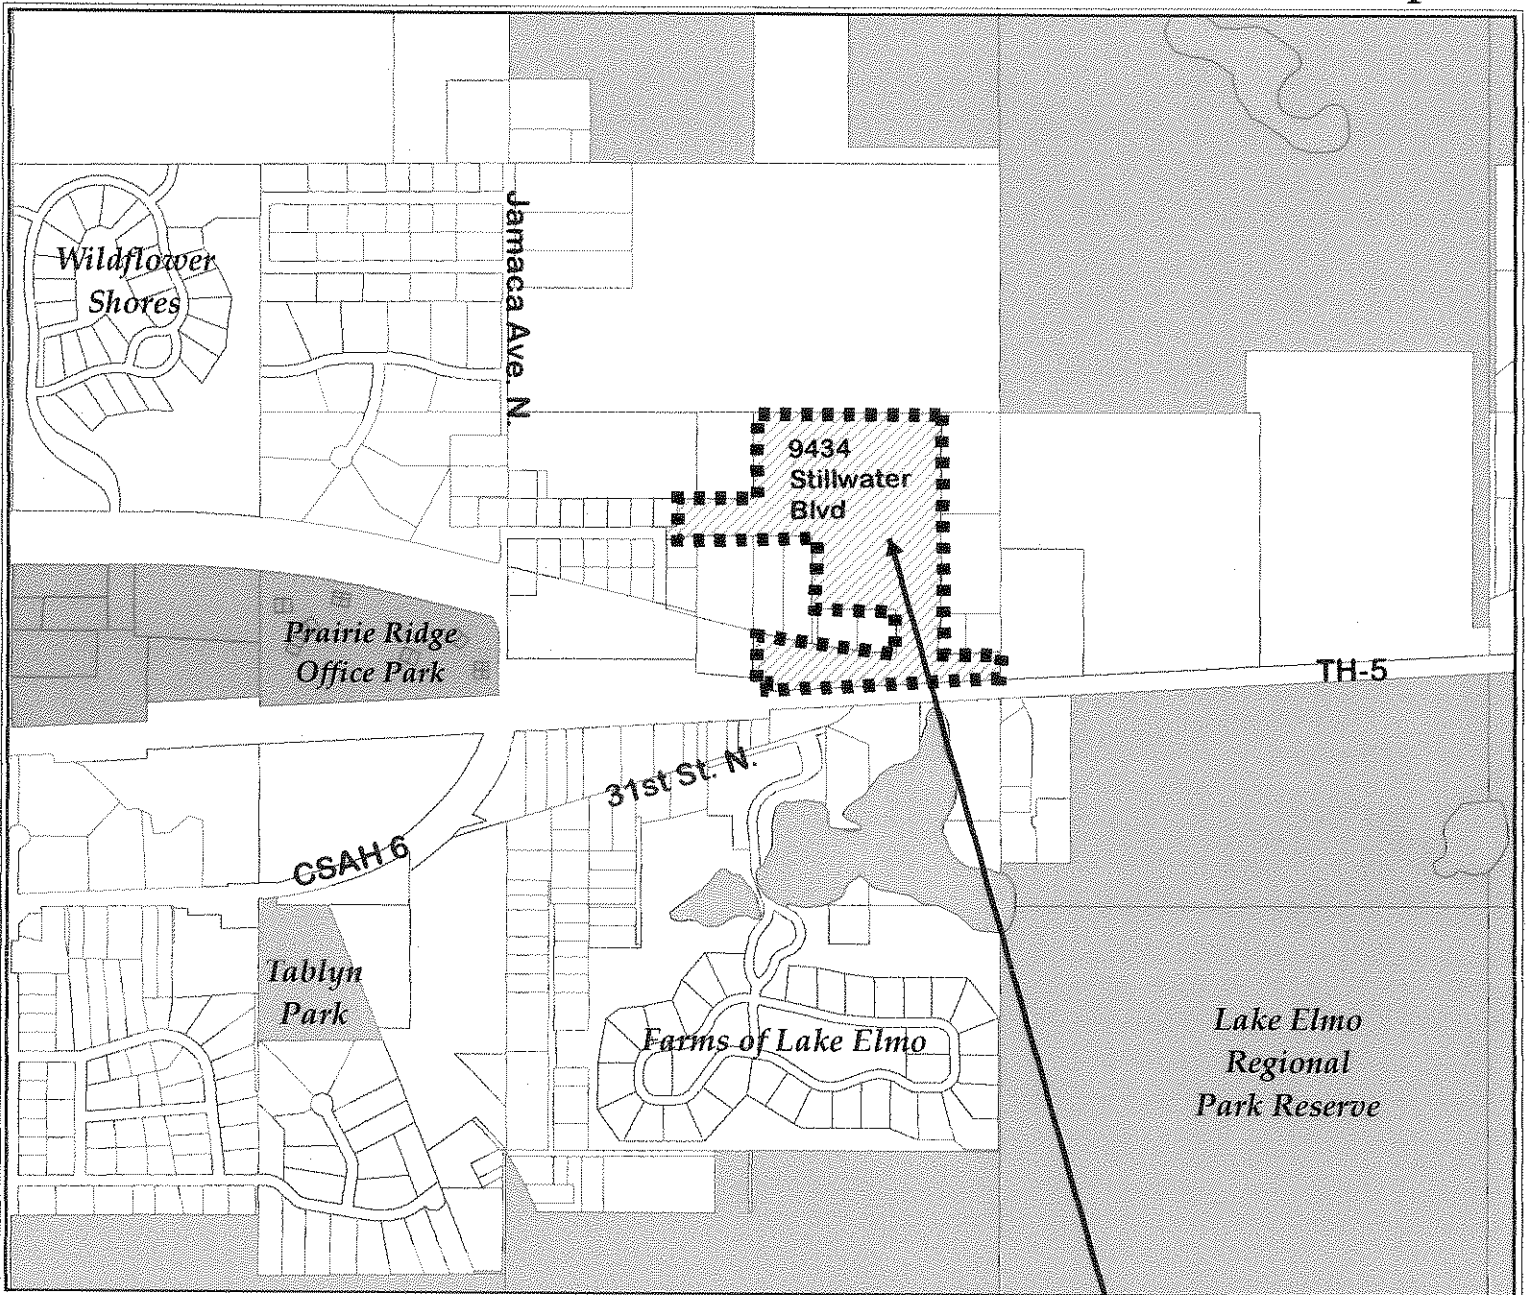 Wildflower
Shores
Jamaca Ave. N.
9434
Stillwater
Blvd
Prairie Ridge
Office Park
TH-5
31st St. N.
CSAH 6
Tablyn
Park
Farms of Lake Elmo
Lake Elmo
Regional
Park Reserve